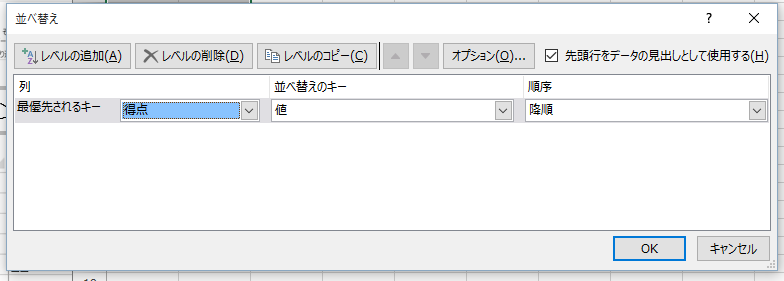 並べ替え
レベルの追加(A) レベルの削除(D) レベルのコピー(C) オプション(O)... 先頭行をデータの見出しとして使用する(H)
列 並べ替えのキー 順序
最優先されるキー 得点 値 降順
OK キャンセル